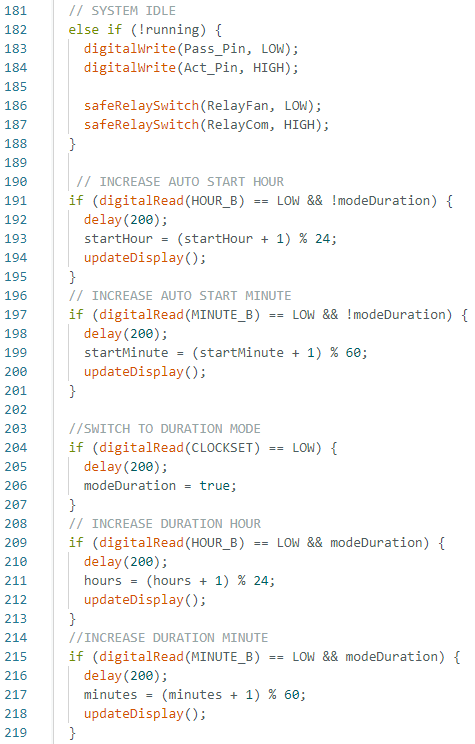 181 // SYSTEM IDLE
182 else if (!running) {
183 digitalWrite(Pass_Pin, LOW);
184 digitalWrite(Act_Pin, HIGH);
185
186 safeRelaySwitch(RelayFan, LOW);
187 safeRelaySwitch(RelayCom, HIGH);
188 }
189
190 // INCREASE AUTO START HOUR
191 if (digitalRead(HOUR_B) == LOW && !modeDuration) {
192 delay(200);
193 startHour = (startHour + 1) % 24;
194 updateDisplay();
195 }
196 // INCREASE AUTO START MINUTE
197 if (digitalRead(MINUTE_B) == LOW && !modeDuration) {
198 delay(200);
199 startMinute = (startMinute + 1) % 60;
200 updateDisplay();
201 }
202
203 //SWITCH TO DURATION MODE
204 if (digitalRead(CLOCKSET) == LOW) {
205 delay(200);
206 modeDuration = true;
207 }
208 // INCREASE DURATION HOUR
209 if (digitalRead(HOUR_B) == LOW && modeDuration) {
210 delay(200);
211 hours = (hours + 1) % 24;
212 updateDisplay();
213 }
214 //INCREASE DURATION MINUTE
215 if (digitalRead(MINUTE_B) == LOW && modeDuration) {
216 delay(200);
217 minutes = (minutes + 1) % 60;
218 updateDisplay();
219 }